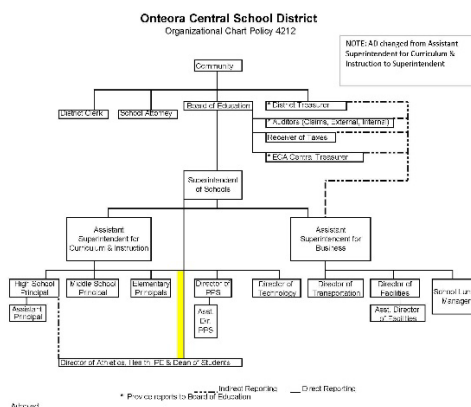 Onteora Central School District
Organizational Chart Policy 4212
NOTE: AD changed from Assistant
Superintendent for Curriculum &
Instruction to Superintendent
Community
District Clerk
School Attorney
Board of Education
* District Treasurer
* Auditors (Claims, External, Internal)
Receiver of Taxes
* ECA Central Treasurer
Superintendent
of Schools
Assistant
Superintendent for
Curriculum & Instruction
Assistant
Superintendent for
Business
High School
Principal
Middle School
Principal
Elementary
Principals
Director of
PPS
Director of
Technology
Director of
Transportation
Director of
Facilities
School Lun
Manager
Assistant
Principal
Asst.
Dir.
PPS
Asst. Director
of Facilities
Director of Athletics, Health, PE & Dean of Students
Indirect Reporting
Direct Reporting
* Provide reports to Board of Education